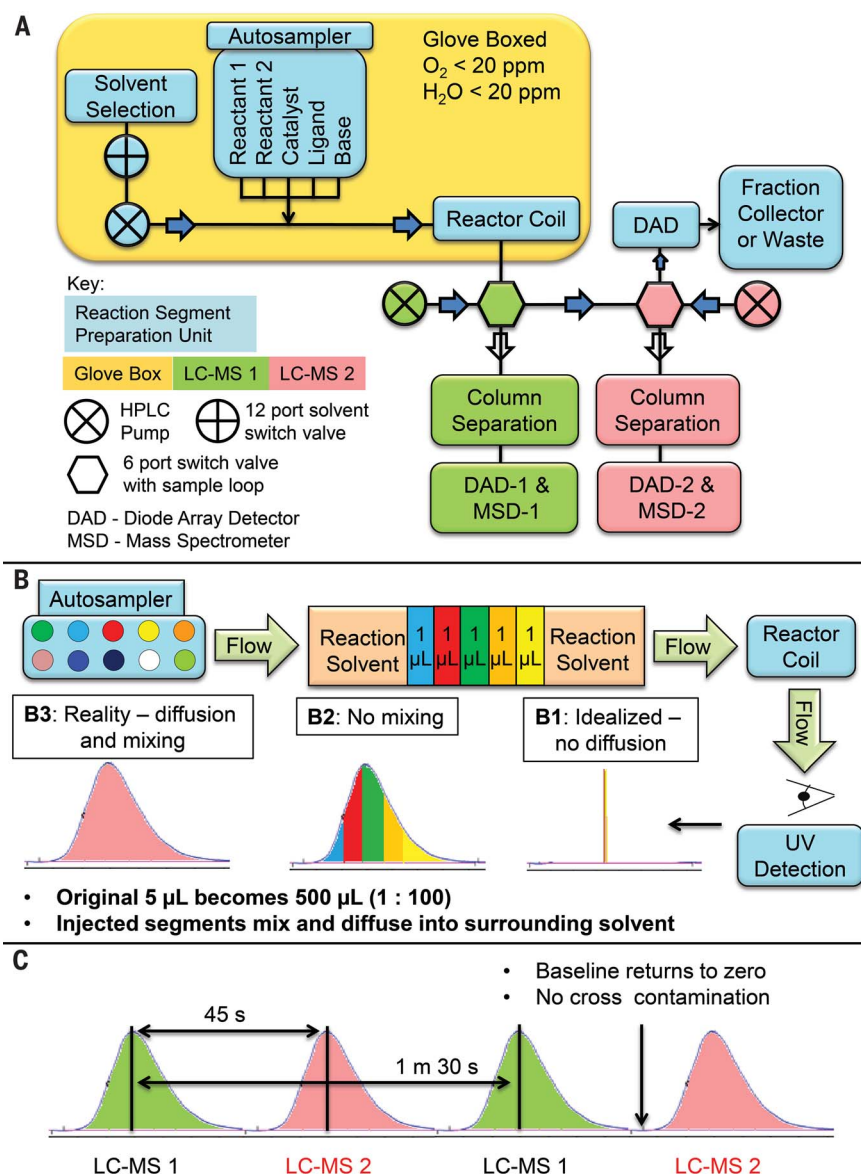 A
Autosampler
Glove Boxed
O₂ < 20 ppm
H₂O < 20 ppm
Solvent
Selection
Reactant 1
Reactant 2
Catalyst
Ligand
Base
Reactor Coil
DAD
Fraction
Collector
or Waste
Key:
Reaction Segment
Preparation Unit
Glove Box
LC-MS 1
LC-MS 2
HPLC
Pump
12 port solvent
switch valve
6 port switch valve
with sample loop
DAD - Diode Array Detector
MSD - Mass Spectrometer
Column
Separation
Column
Separation
DAD-1 &
MSD-1
DAD-2 &
MSD-2
B
Autosampler
Flow
Reaction
Solvent
1
µL
1
µL
1
µL
1
µL
1
µL
Reaction
Solvent
Flow
Reactor
Coil
B3: Reality – diffusion
and mixing
B2: No mixing
B1: Idealized –
no diffusion
Flow
UV
Detection
• Original 5 µL becomes 500 µL (1 : 100)
• Injected segments mix and diffuse into surrounding solvent
C
• Baseline returns to zero
• No cross contamination
45 s
1 m 30 s
LC-MS 1
LC-MS 2
LC-MS 1
LC-MS 2